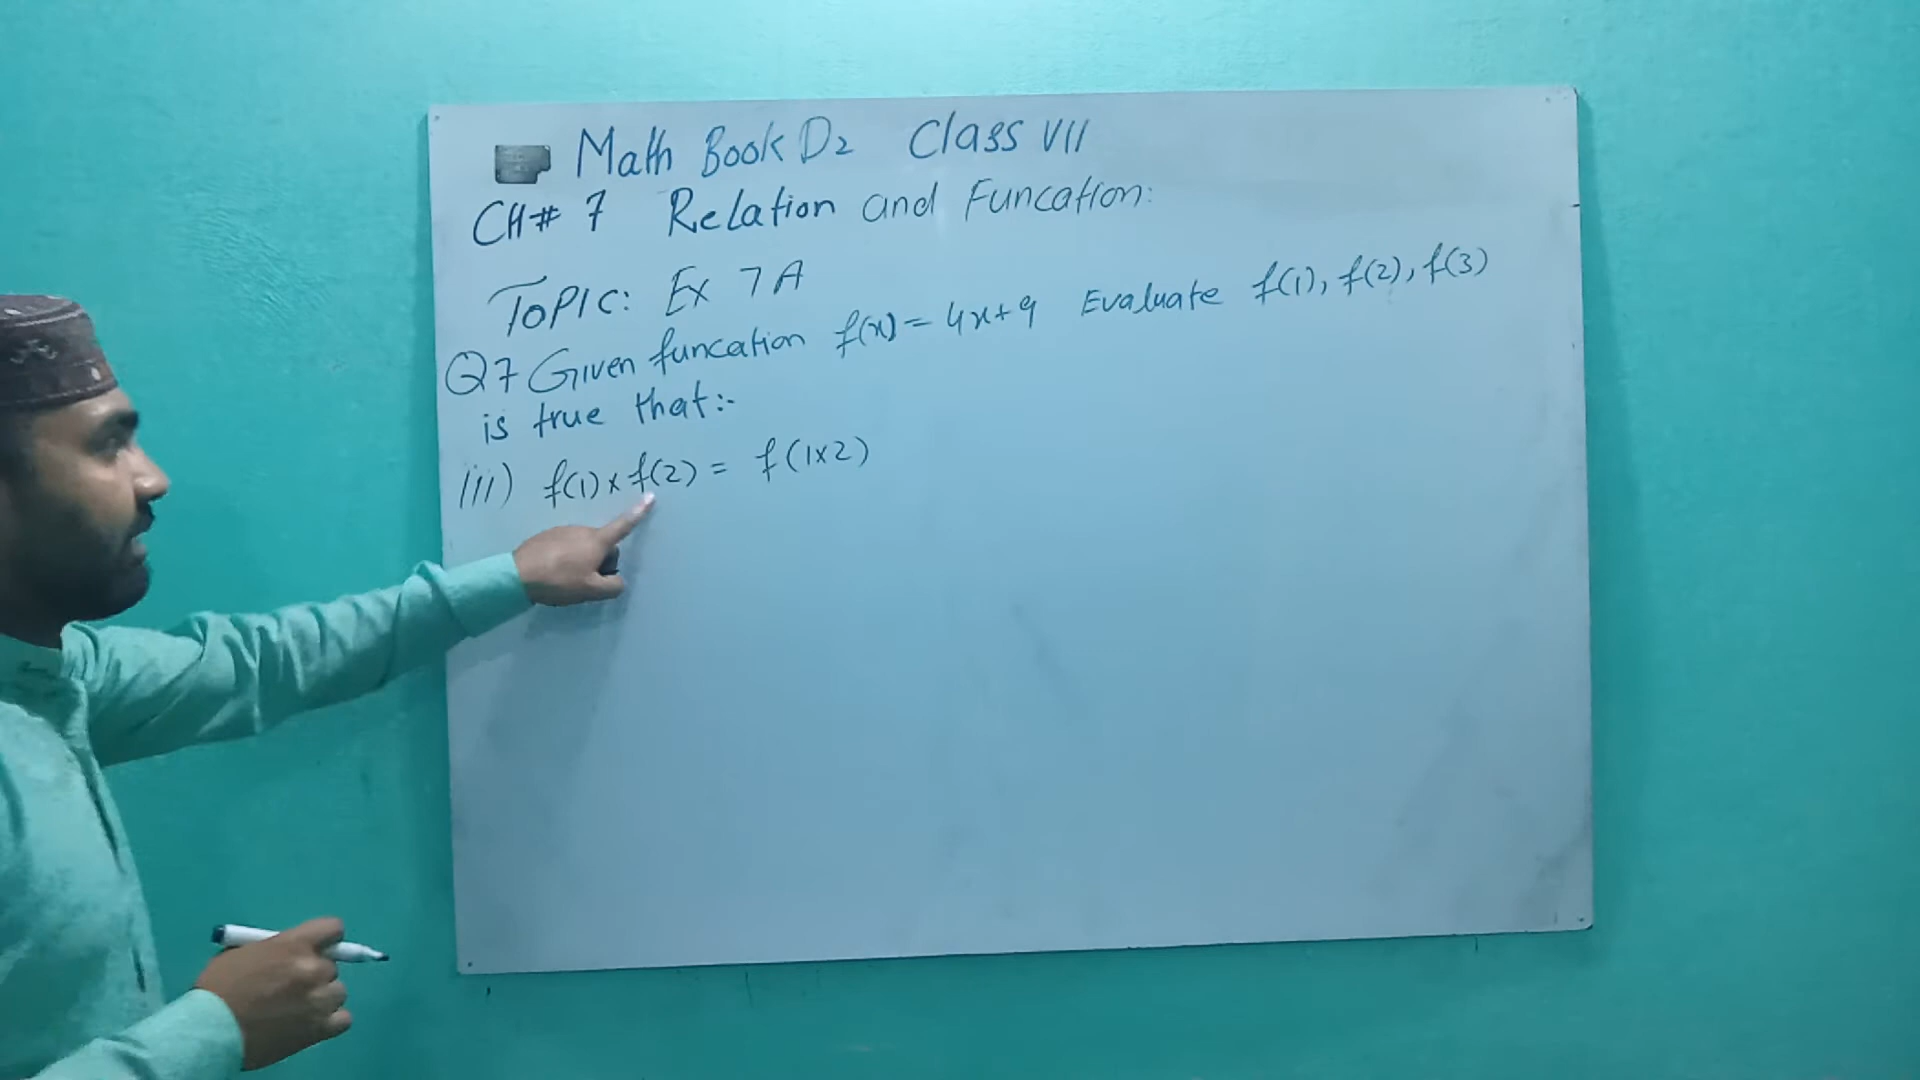 Math Book D2 Class VII
CH# 7 Relation and Funcation:
TOPIC: Ex 7A
Q7 Given funcation f(x) = 4x+9 Evaluate f(1), f(2), f(3)
is true that:-
iii) f(1) x f(2) = f(1x2)